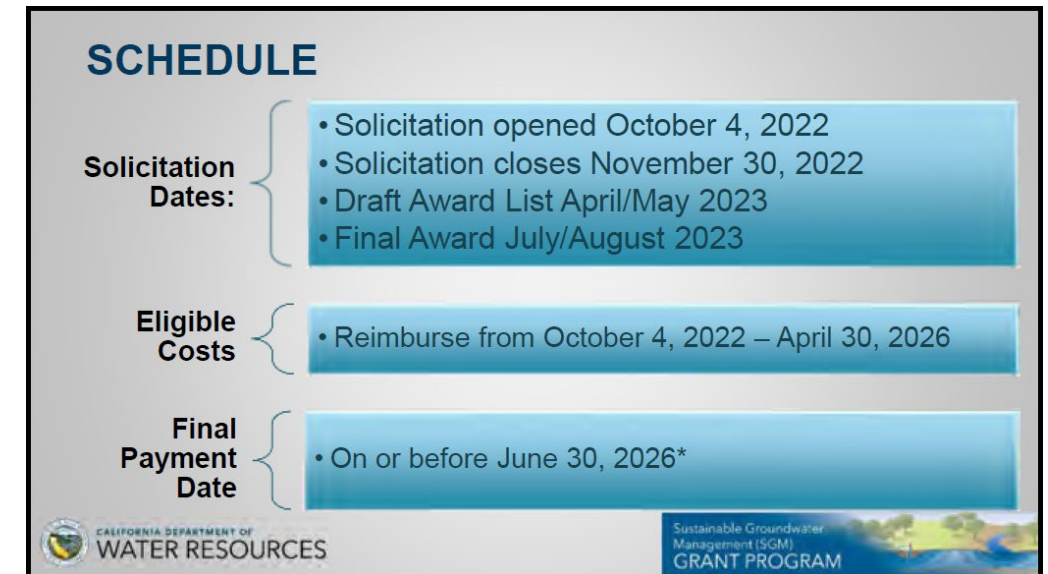 SCHEDULE
Solicitation
Dates:
• Solicitation opened October 4, 2022
• Solicitation closes November 30, 2022
• Draft Award List April/May 2023
• Final Award July/August 2023
Eligible
Costs
• Reimburse from October 4, 2022 – April 30, 2026
Final
Payment
Date
• On or before June 30, 2026*
CALIFORNIA DEPARTMENT OF
WATER RESOURCES
Sustainable Groundwater
Management (SGM)
GRANT PROGRAM